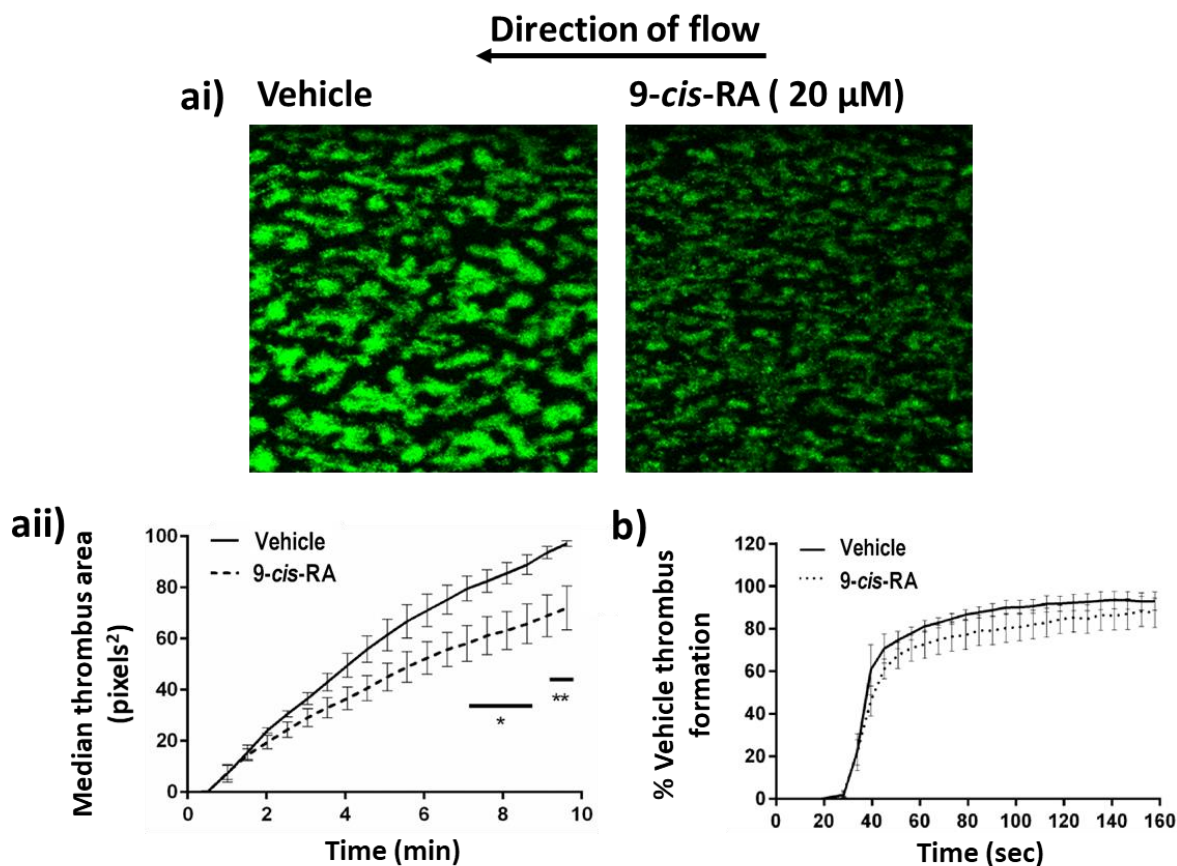 Direction of flow
ai) Vehicle
9-cis-RA ( 20 μM)
aii)
Median thrombus area
(pixels²)
100
80
60
40
20
0
Vehicle
9-cis-RA
*
**
0 2 4 6 8 10
Time (min)
b)
% Vehicle thrombus
formation
120
100
80
60
40
20
0
Vehicle
9-cis-RA
0 20 40 60 80 100 120 140 160
Time (sec)